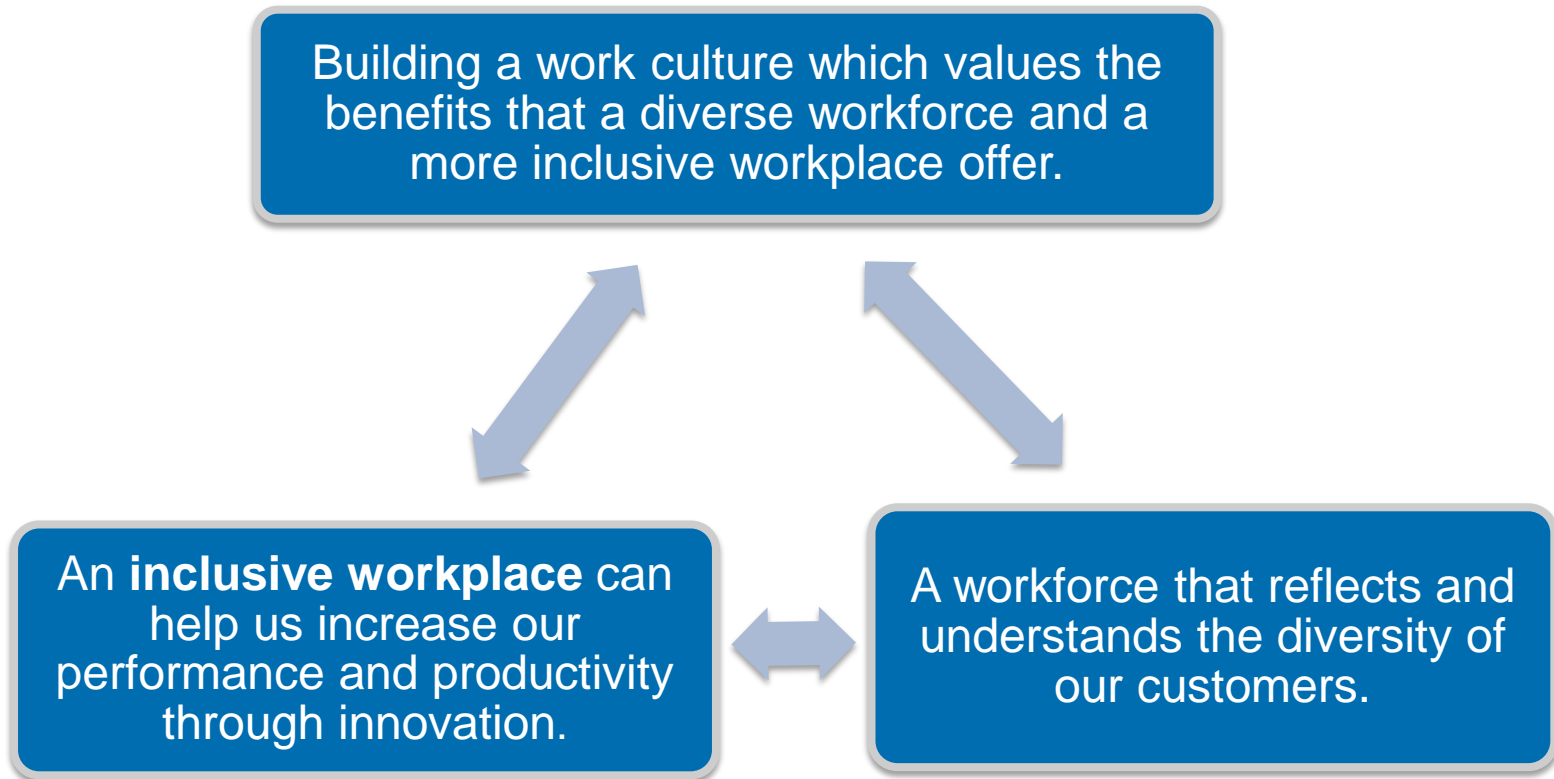 Building a work culture which values the
benefits that a diverse workforce and a
more inclusive workplace offer.
An inclusive workplace can
help us increase our
performance and productivity
through innovation.
A workforce that reflects and
understands the diversity of
our customers.